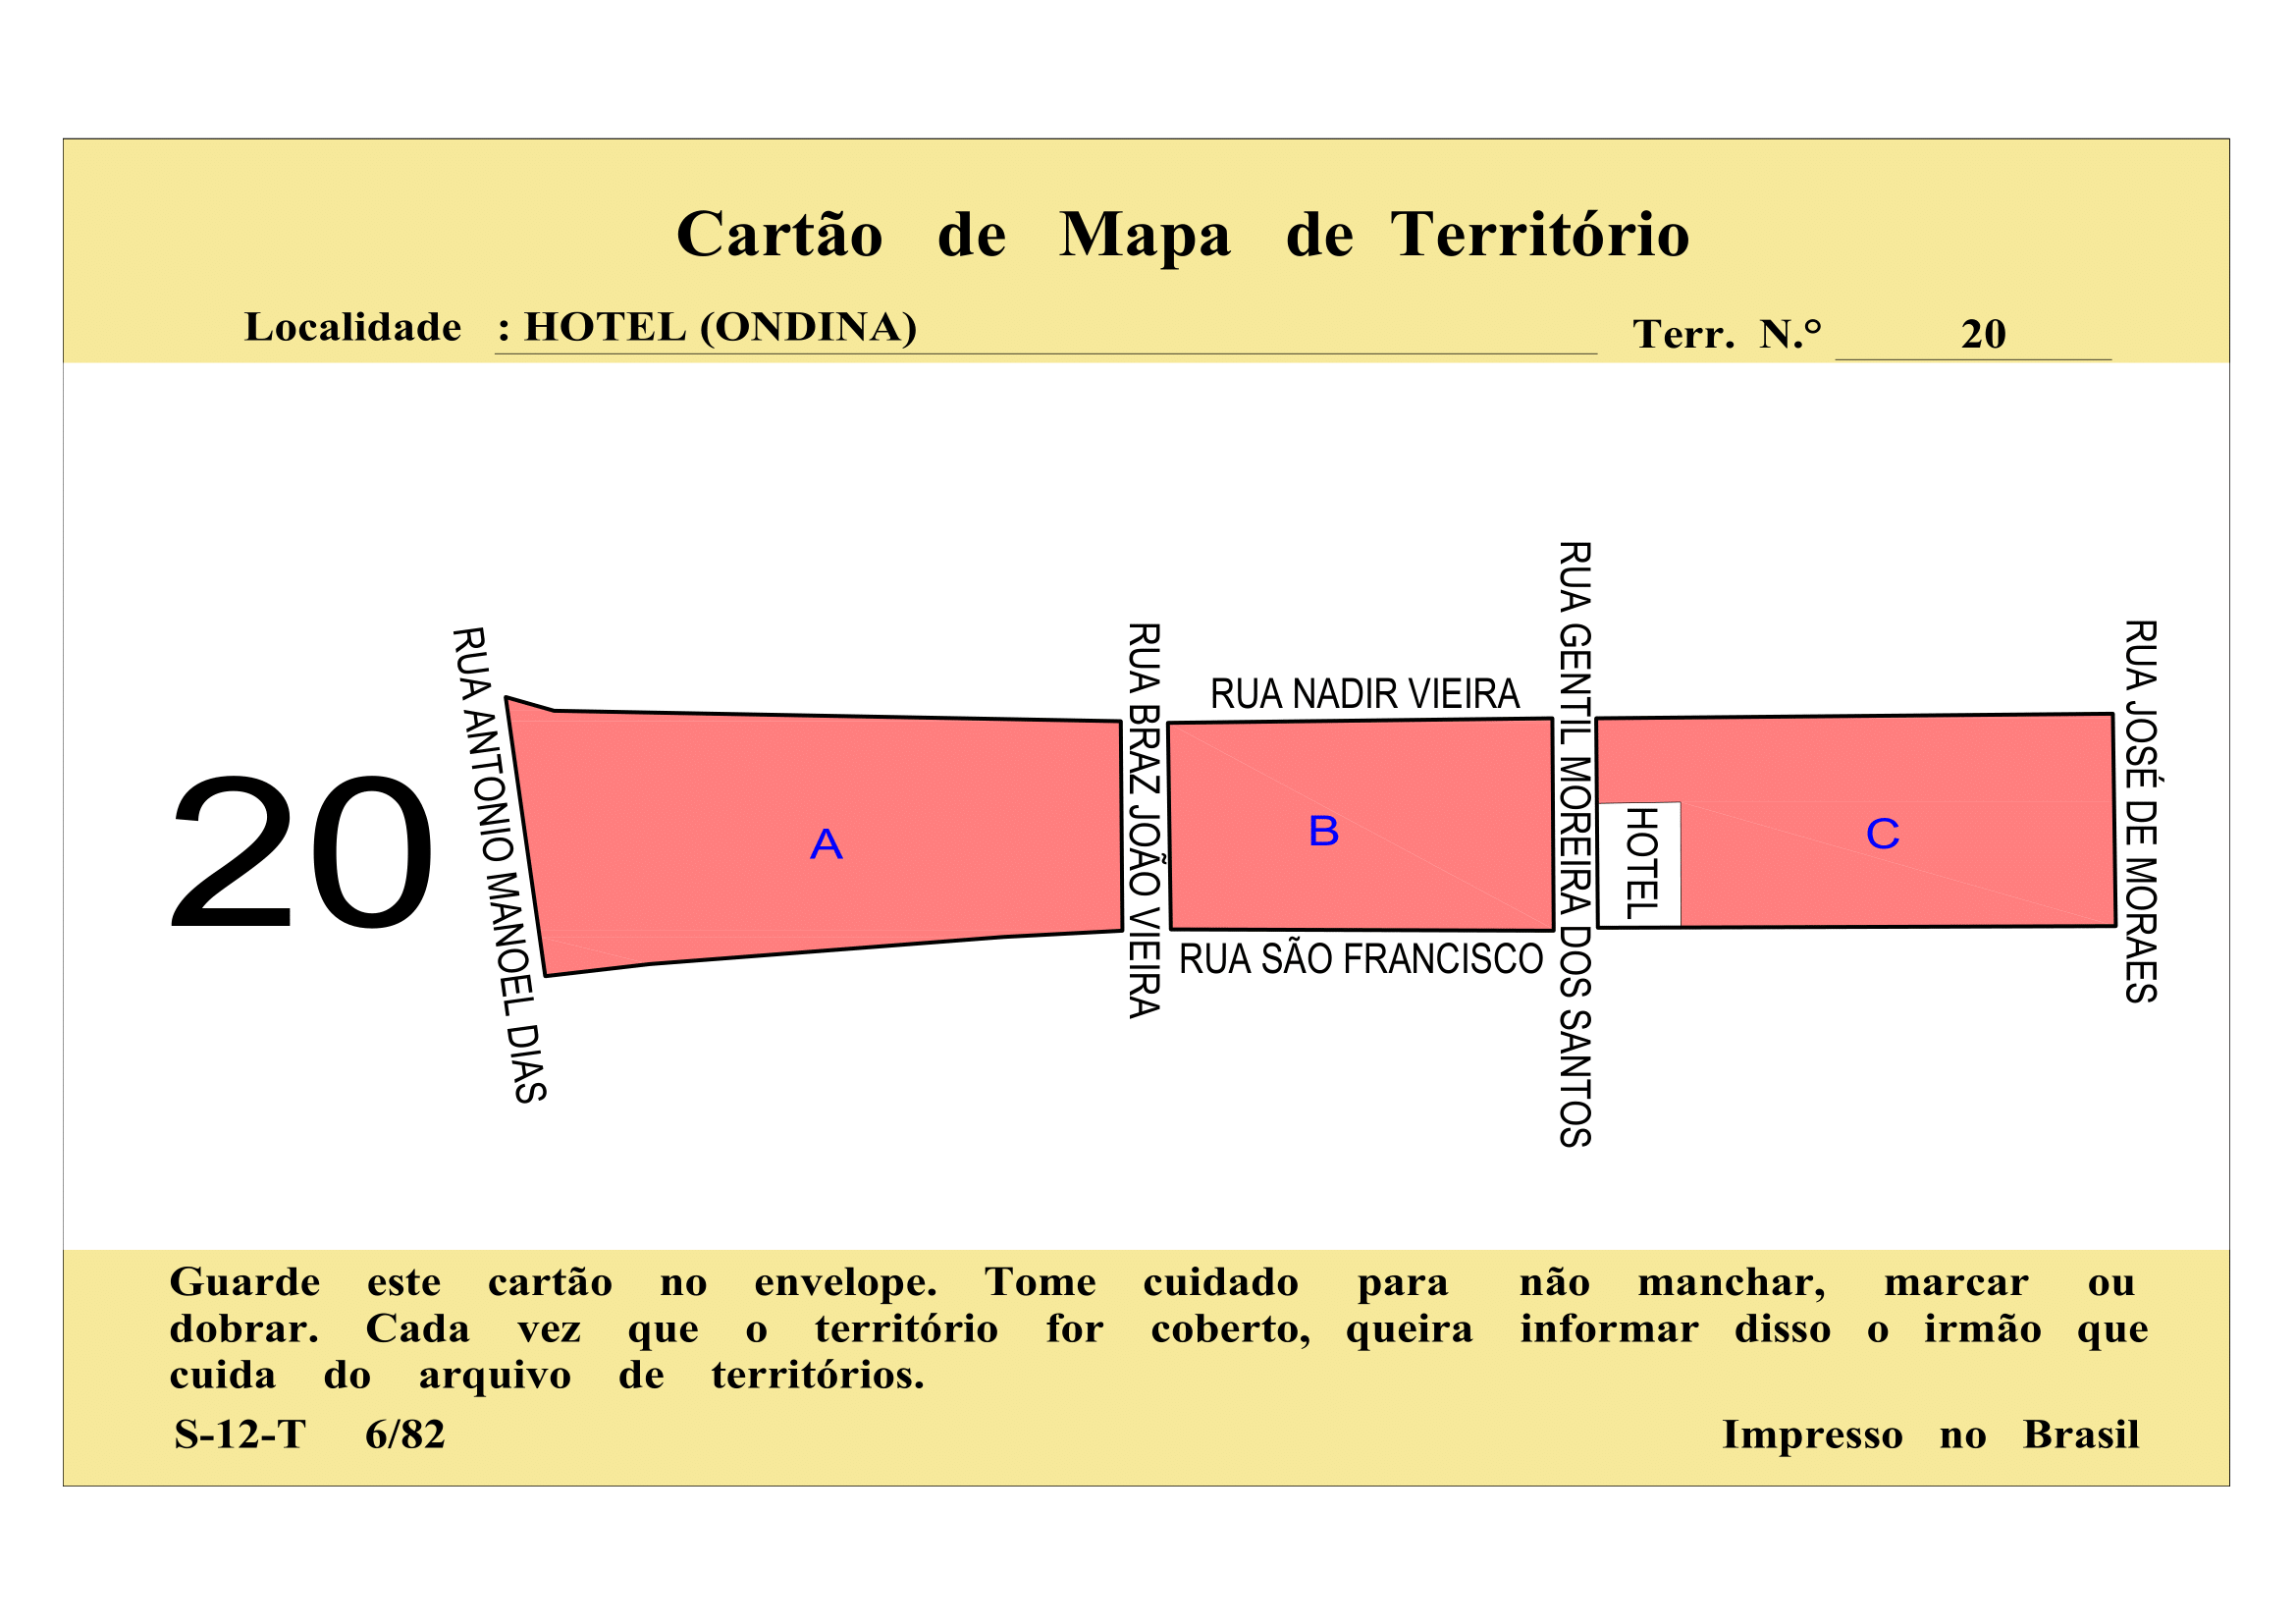 Cartão de Mapa de Território
Localidade : HOTEL (ONDINA)
Terr. N.° 20
20
RUA ANTONIO MANOEL DIAS
A
RUA BRAZ JOÃO VIEIRA
RUA NADIR VIEIRA
B
RUA SÃO FRANCISCO
RUA GENTIL MOREIRA DOS SANTOS
HOTEL
C
RUA JOSÉ DE MORAES
Guarde este cartão no envelope. Tome cuidado para não manchar, marcar ou
dobrar. Cada vez que o território for coberto, queira informar disso o irmão que
cuida do arquivo de territórios.
S-12-T 6/82
Impresso no Brasil